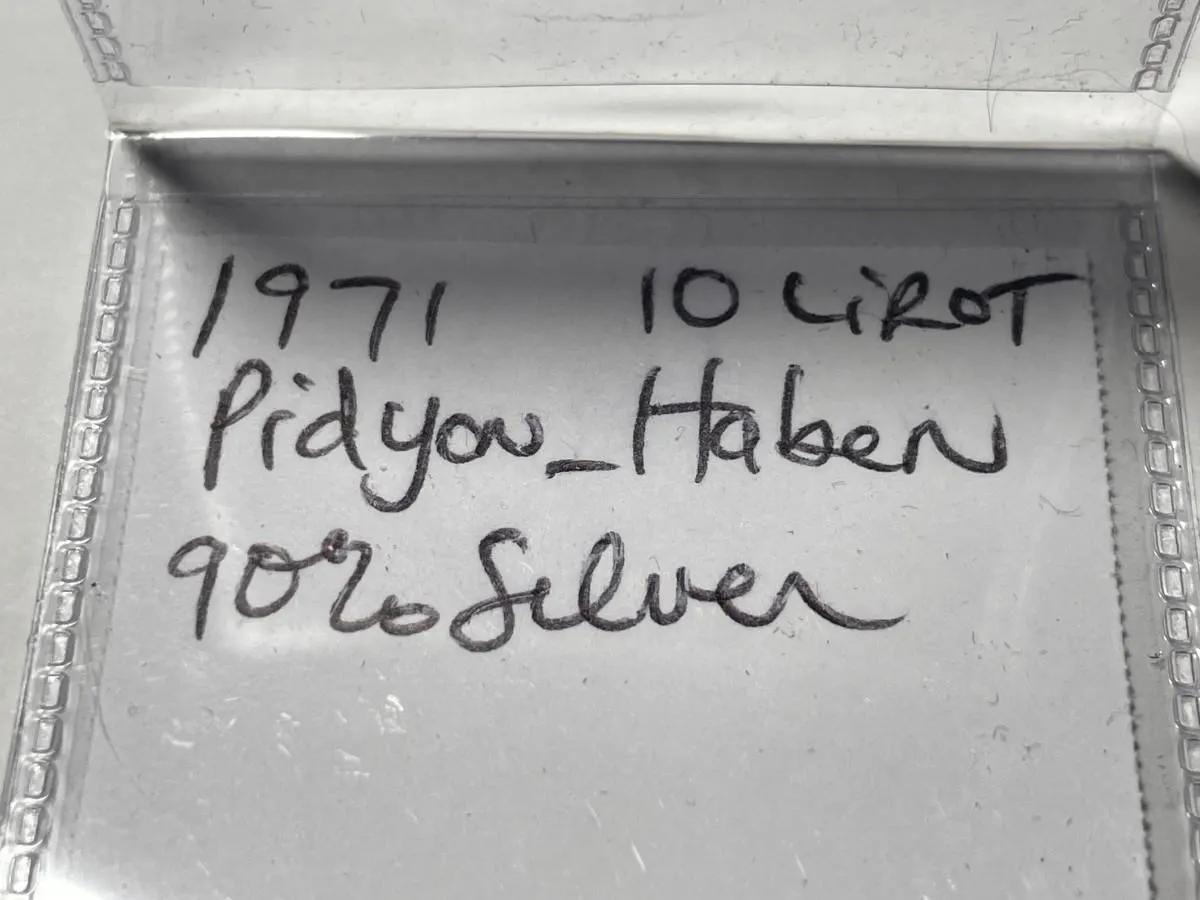 1971 10 LiROT
Pidyon_Haben
90% Silver